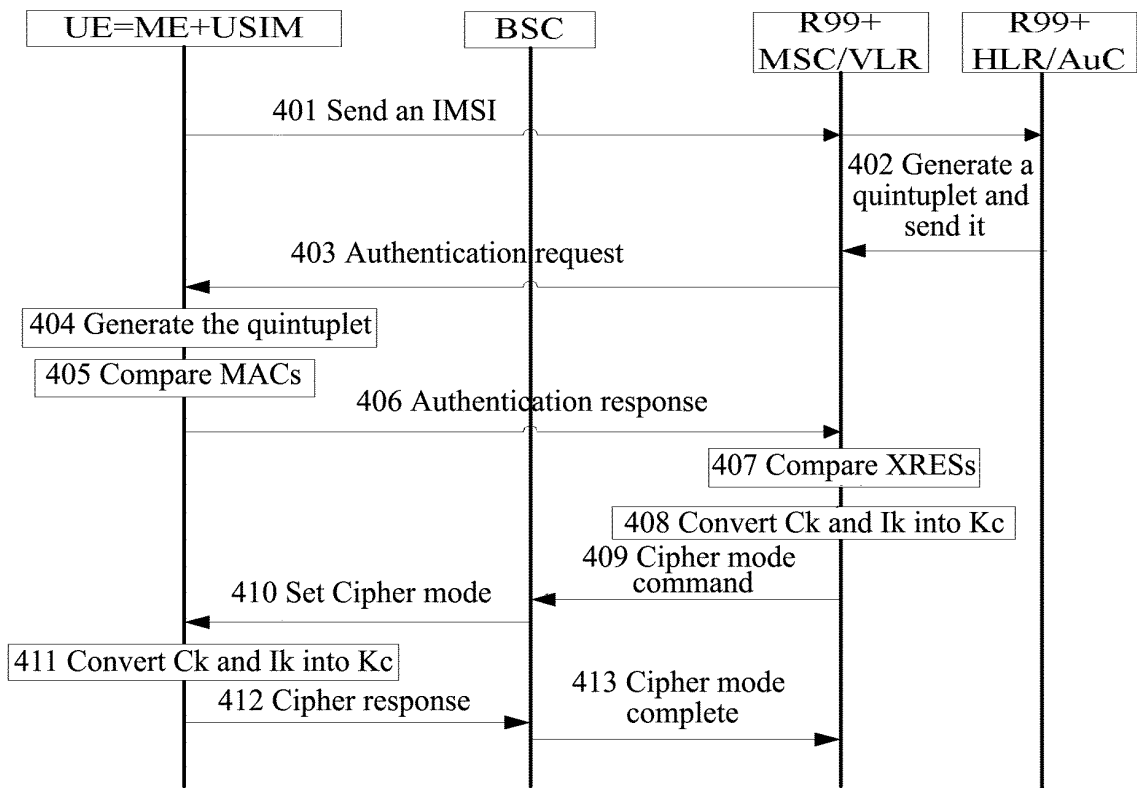 UE=ME+USIM
BSC
R99+
MSC/VLR
R99+
HLR/AuC
401 Send an IMSI
402 Generate a
quintuplet and
send it
403 Authentication request
404 Generate the quintuplet
405 Compare MACs
406 Authentication response
407 Compare XRESs
408 Convert Ck and Ik into Kc
409 Cipher mode
command
410 Set Cipher mode
411 Convert Ck and Ik into Kc
412 Cipher response
413 Cipher mode
complete